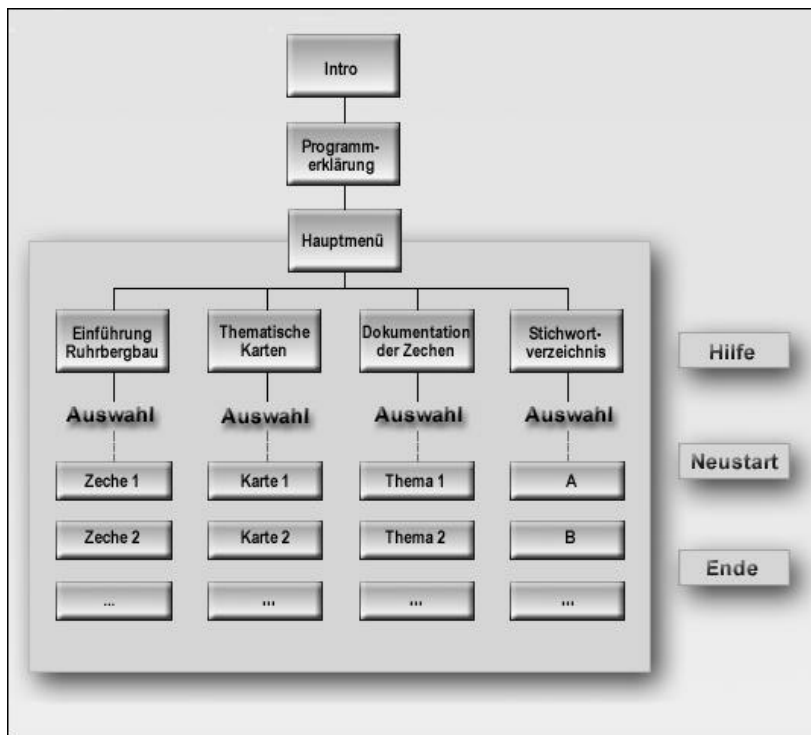 Intro
Programm-
erklärung
Hauptmenü
Einführung
Ruhrbergbau
Thematische
Karten
Dokumentation
der Zechen
Stichwort-
verzeichnis
Hilfe
Auswahl
Auswahl
Auswahl
Auswahl
Neustart
Zeche 1
Karte 1
Thema 1
A
Zeche 2
Karte 2
Thema 2
B
Ende
...
...
...
...